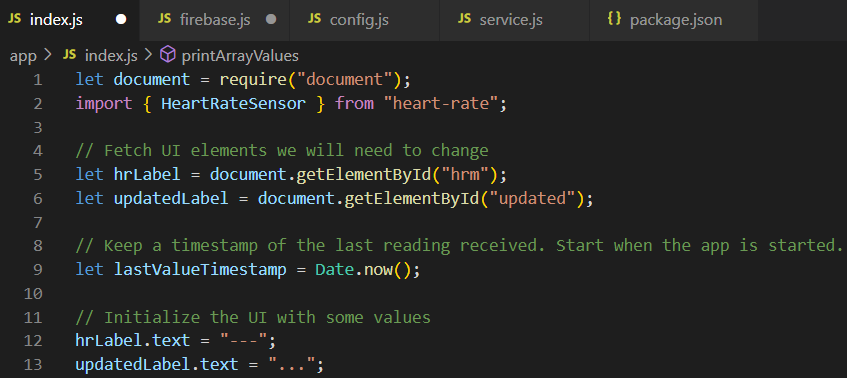 JS index.js ● JS firebase.js ● JS config.js JS service.js {} package.json
app > JS index.js > printArrayValues
1 let document = require("document");
2 import { HeartRateSensor } from "heart-rate";
3
4 // Fetch UI elements we will need to change
5 let hrLabel = document.getElementById("hrm");
6 let updatedLabel = document.getElementById("updated");
7
8 // Keep a timestamp of the last reading received. Start when the app is started.
9 let lastValueTimestamp = Date.now();
10
11 // Initialize the UI with some values
12 hrLabel.text = "---";
13 updatedLabel.text = "...";